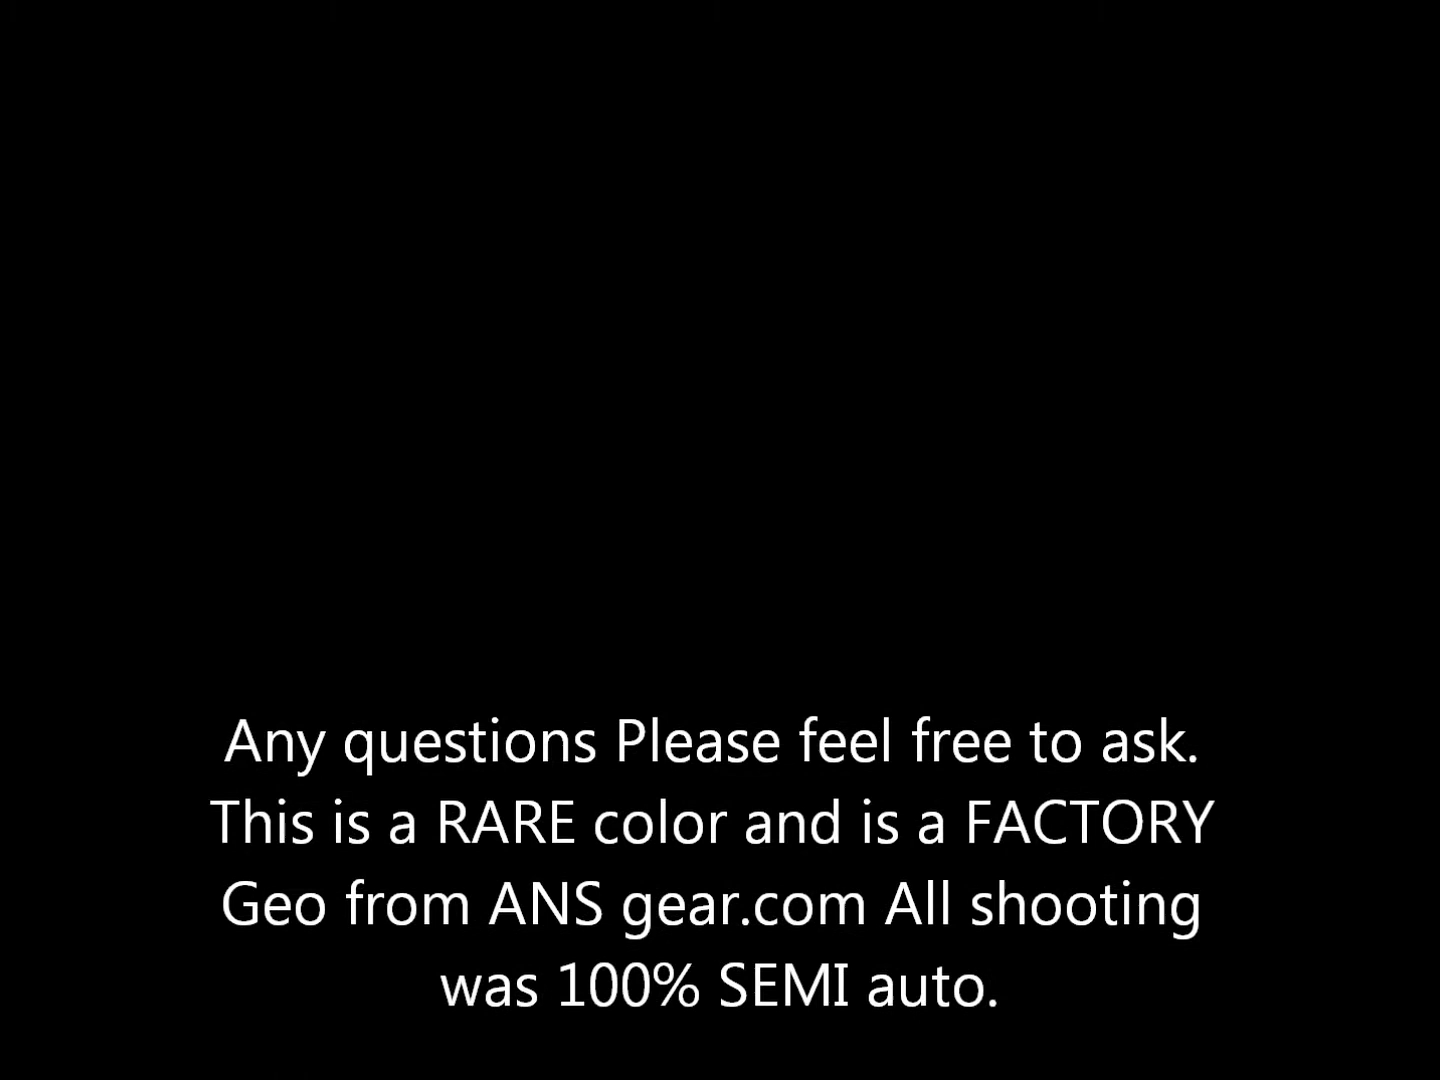 Any questions Please feel free to ask.
This is a RARE color and is a FACTORY
Geo from ANS gear.com All shooting
was 100% SEMI auto.